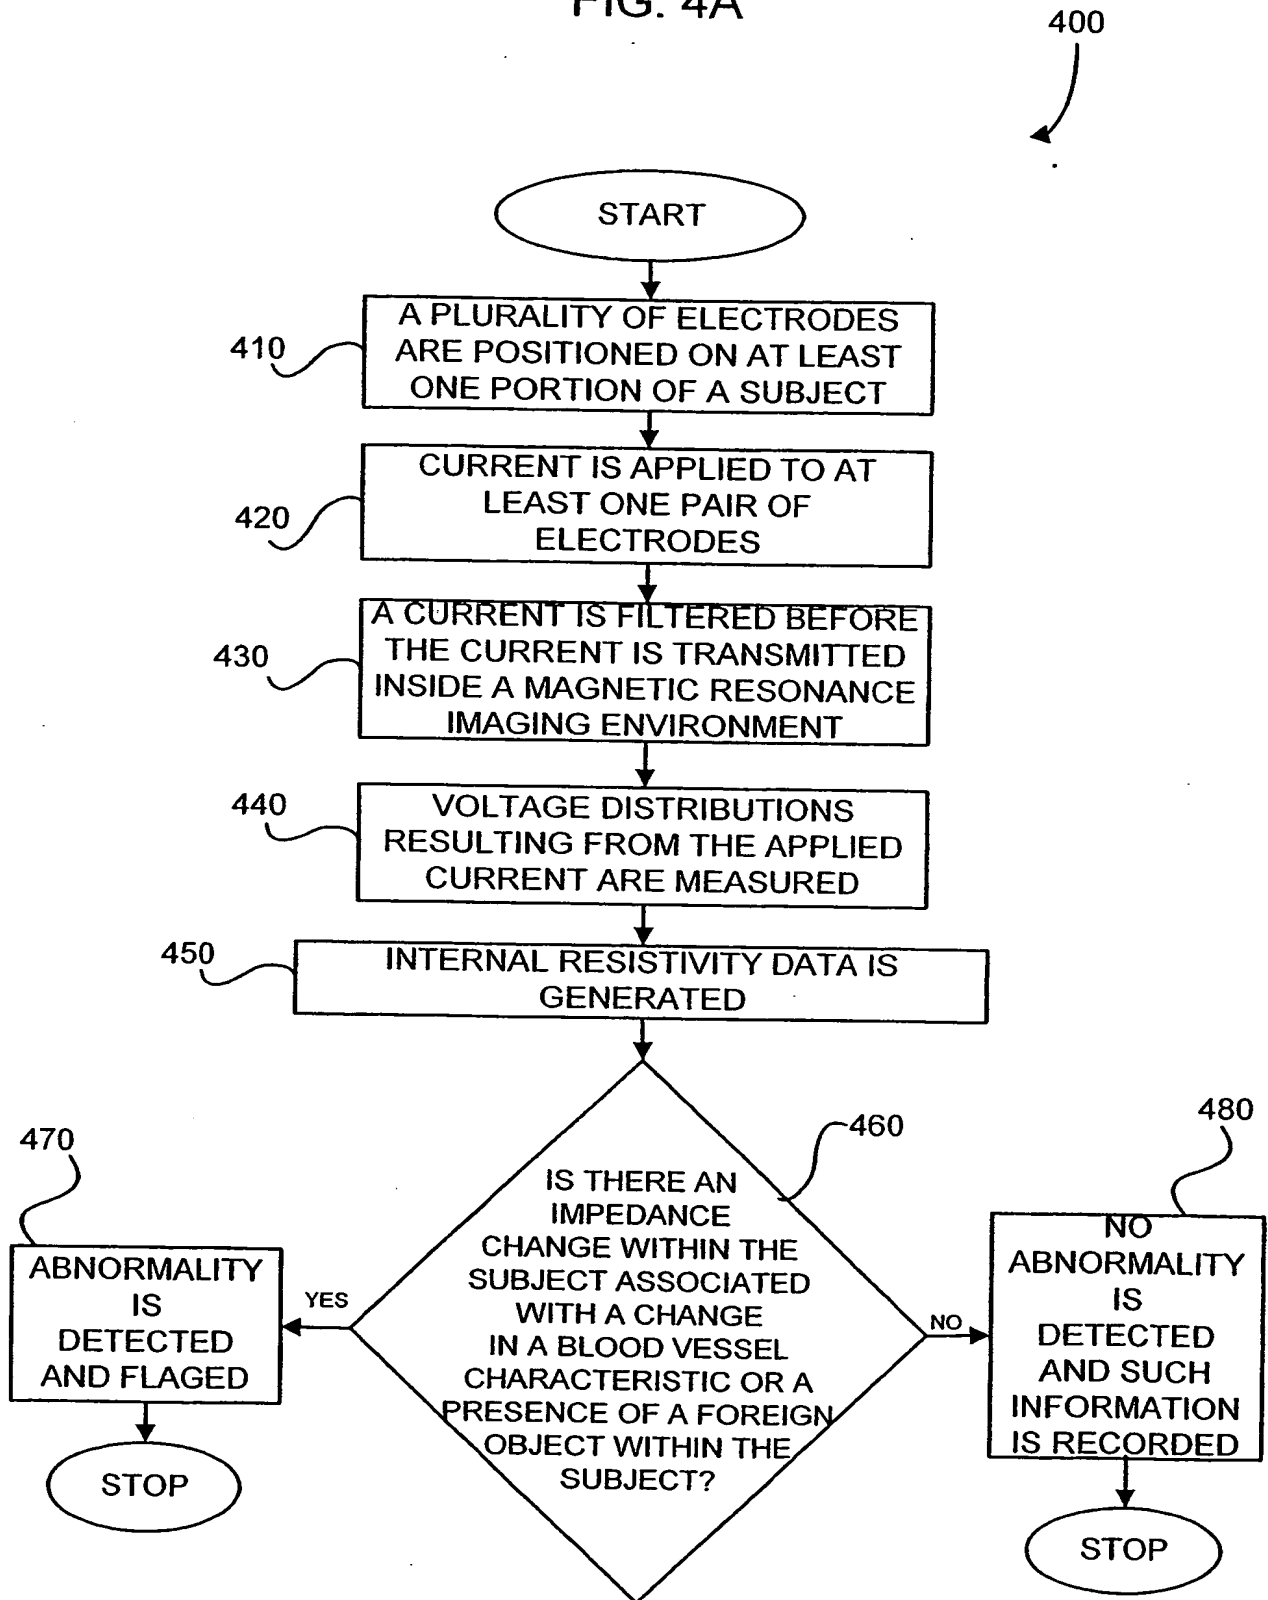 FIG. 4A
400
START
410
A PLURALITY OF ELECTRODES
ARE POSITIONED ON AT LEAST
ONE PORTION OF A SUBJECT
420
CURRENT IS APPLIED TO AT
LEAST ONE PAIR OF
ELECTRODES
430
A CURRENT IS FILTERED BEFORE
THE CURRENT IS TRANSMITTED
INSIDE A MAGNETIC RESONANCE
IMAGING ENVIRONMENT
440
VOLTAGE DISTRIBUTIONS
RESULTING FROM THE APPLIED
CURRENT ARE MEASURED
450
INTERNAL RESISTIVITY DATA IS
GENERATED
460
IS THERE AN
IMPEDANCE
CHANGE WITHIN THE
SUBJECT ASSOCIATED
WITH A CHANGE
IN A BLOOD VESSEL
CHARACTERISTIC OR A
PRESENCE OF A FOREIGN
OBJECT WITHIN THE
SUBJECT?
YES
470
ABNORMALITY
IS
DETECTED
AND FLAGED
STOP
NO
480
NO
ABNORMALITY
IS
DETECTED
AND SUCH
INFORMATION
IS RECORDED
STOP